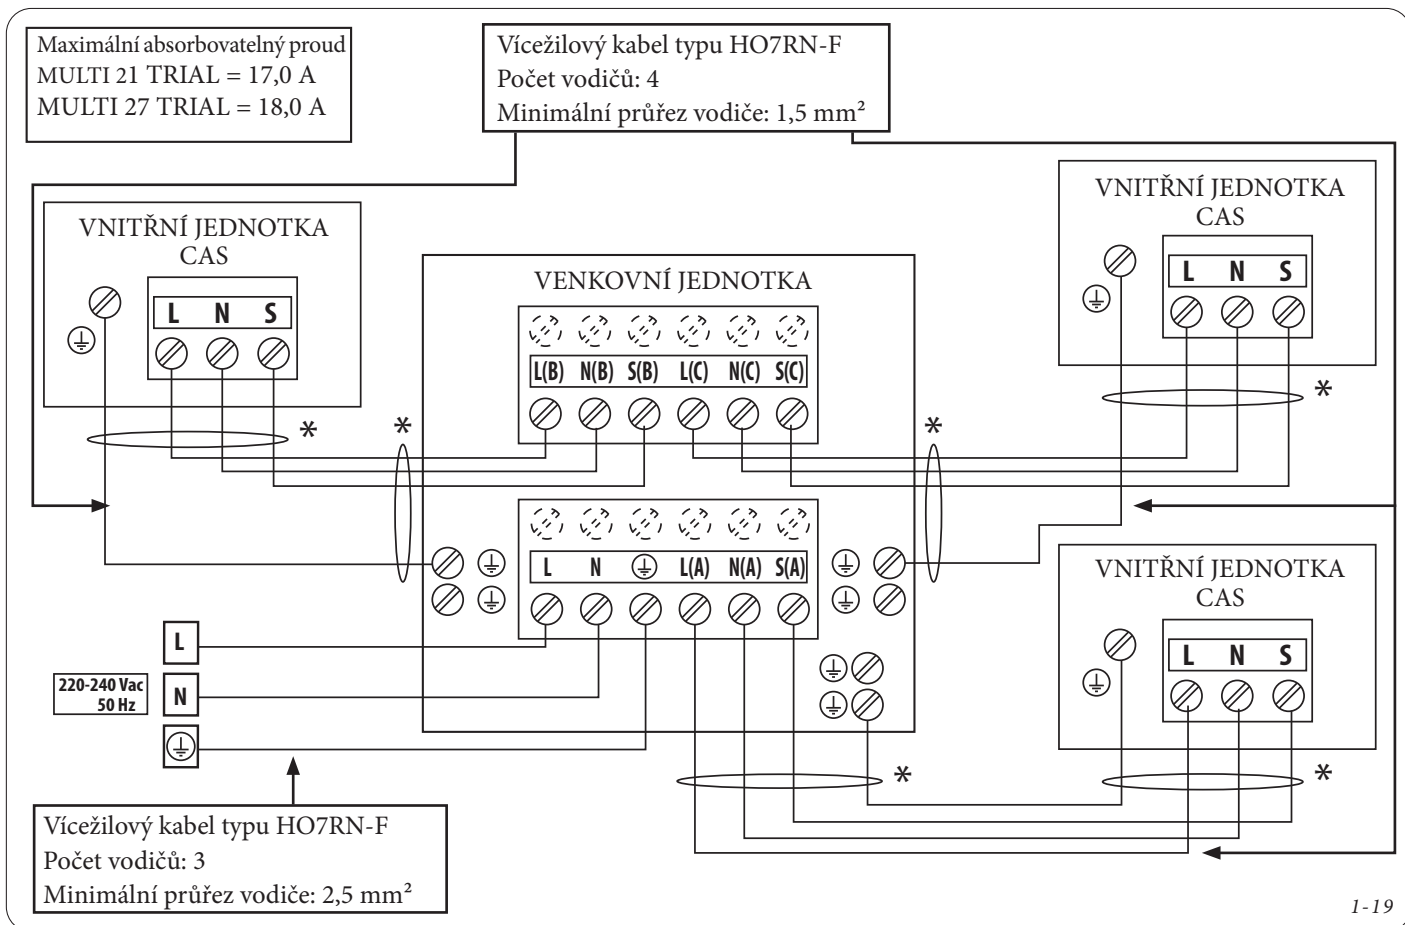 Maximální absorbovatelný proud
MULTI 21 TRIAL = 17,0 A
MULTI 27 TRIAL = 18,0 A
Vícežilový kabel typu HO7RN-F
Počet vodičů: 4
Minimální průřez vodiče: 1,5 mm²
VNITŘNÍ JEDNOTKA
CAS
L N S
*
VENKOVNÍ JEDNOTKA
L(B) N(B) S(B) L(C) N(C) S(C)
*
*
VNITŘNÍ JEDNOTKA
CAS
L N S
*
L N L(A) N(A) S(A)
VNITŘNÍ JEDNOTKA
CAS
L N S
*
*
L
220-240 Vac
50 Hz
N
Vícežilový kabel typu HO7RN-F
Počet vodičů: 3
Minimální průřez vodiče: 2,5 mm²
1-19